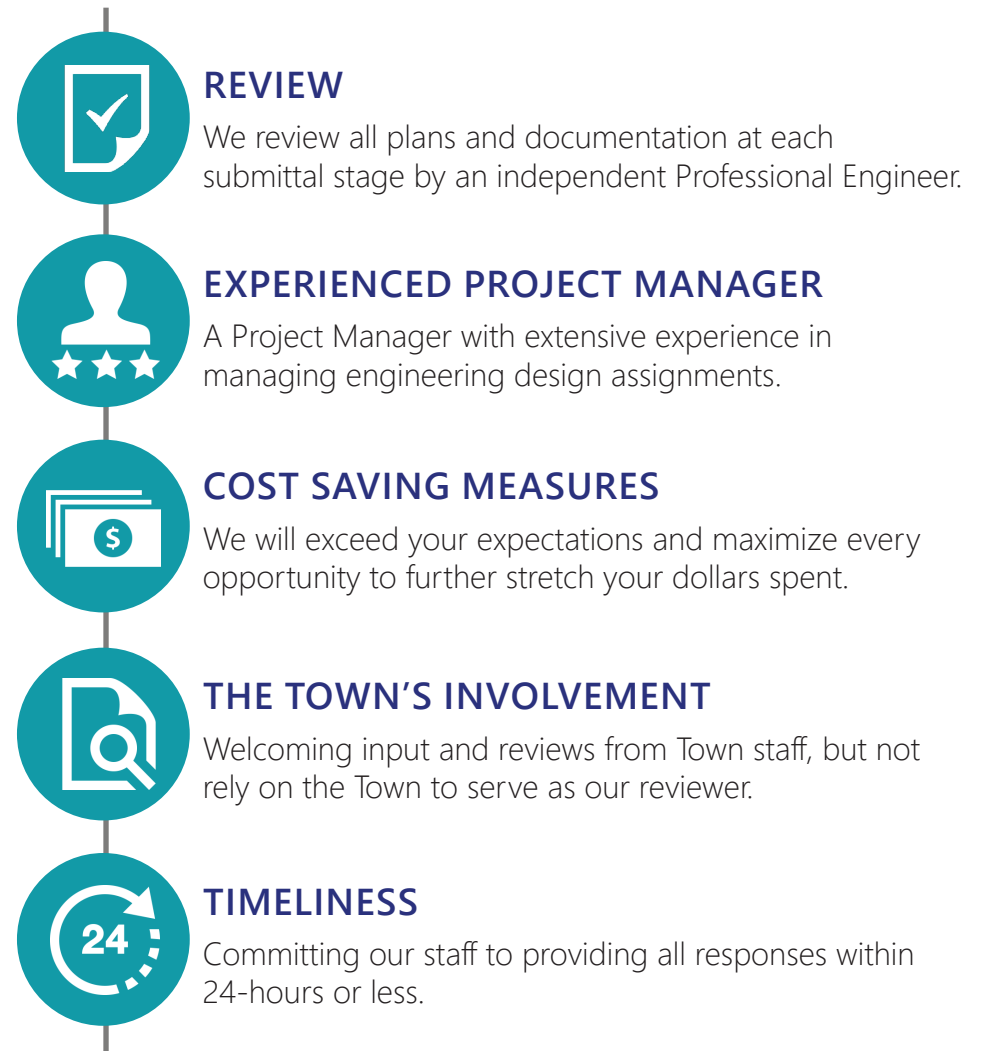 REVIEW
We review all plans and documentation at each
submittal stage by an independent Professional Engineer.
EXPERIENCED PROJECT MANAGER
A Project Manager with extensive experience in
managing engineering design assignments.
$
COST SAVING MEASURES
We will exceed your expectations and maximize every
opportunity to further stretch your dollars spent.
THE TOWN’S INVOLVEMENT
Welcoming input and reviews from Town staff, but not
rely on the Town to serve as our reviewer.
24
TIMELINESS
Committing our staff to providing all responses within
24-hours or less.